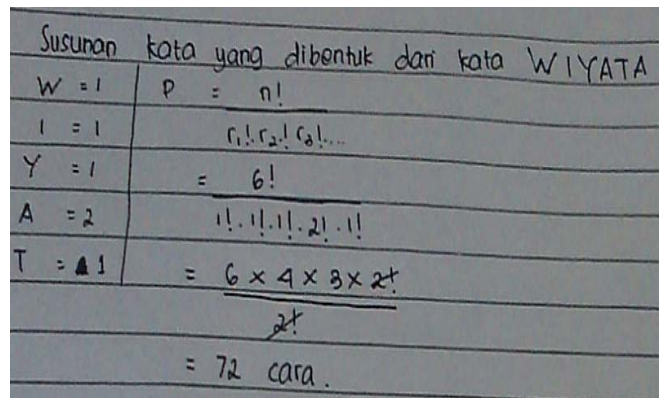 Susunan kata yang dibentuk dari kata WIYATA
W = 1 P = n!
r₁! r₂! r₃!....
I = 1
Y = 1 = 6!
1! . 1! . 1! . 2! . 1!
A = 2
T = 1 = 6 × 4 × 3 × 2!
2!
= 72 cara.